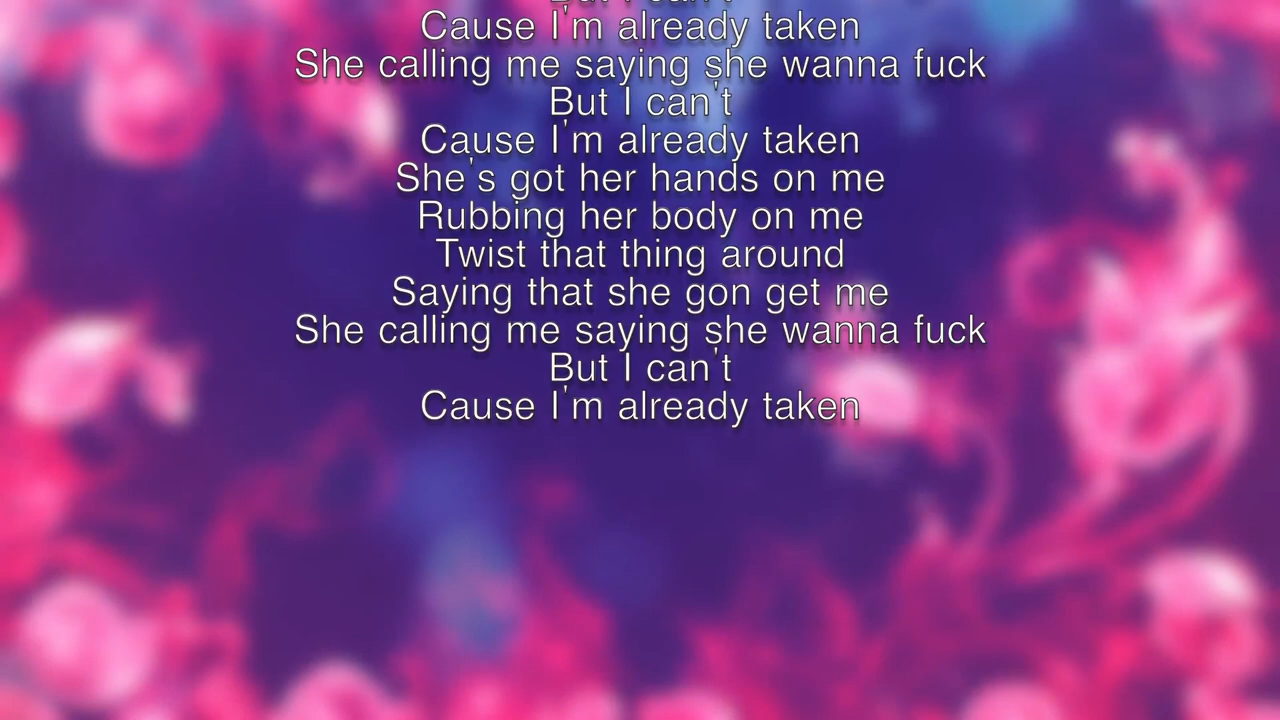 But I can't
Cause I'm already taken
She calling me saying she wanna fuck
But I can't
Cause I'm already taken
She's got her hands on me
Rubbing her body on me
Twist that thing around
Saying that she gon get me
She calling me saying she wanna fuck
But I can't
Cause I'm already taken